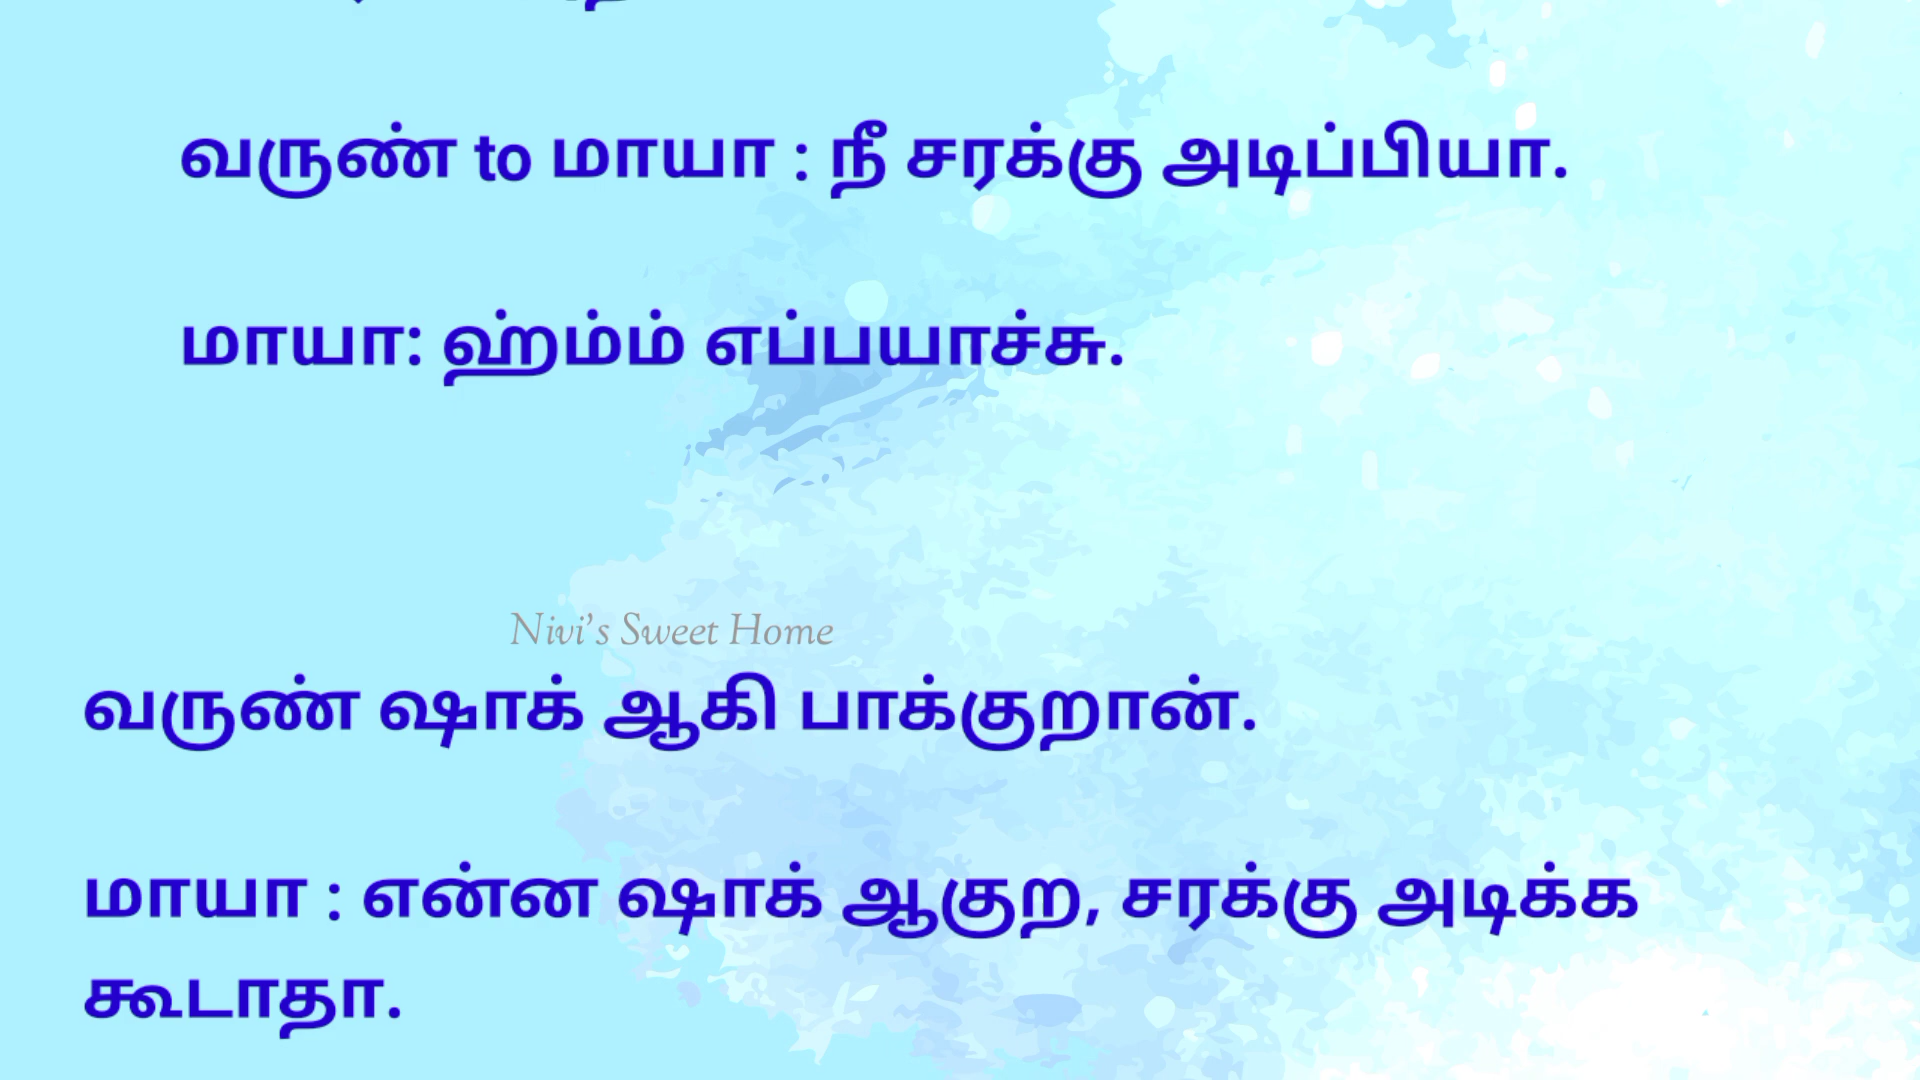 வருண் to மாயா : நீ சரக்கு அடிப்பியா.
மாயா: ஹ்ம்ம் எப்பயாச்சு.
Nivi's Sweet Home
வருண் ஷாக் ஆகி பாக்குறான்.
மாயா : என்ன ஷாக் ஆகுற, சரக்கு அடிக்க
கூடாதா.